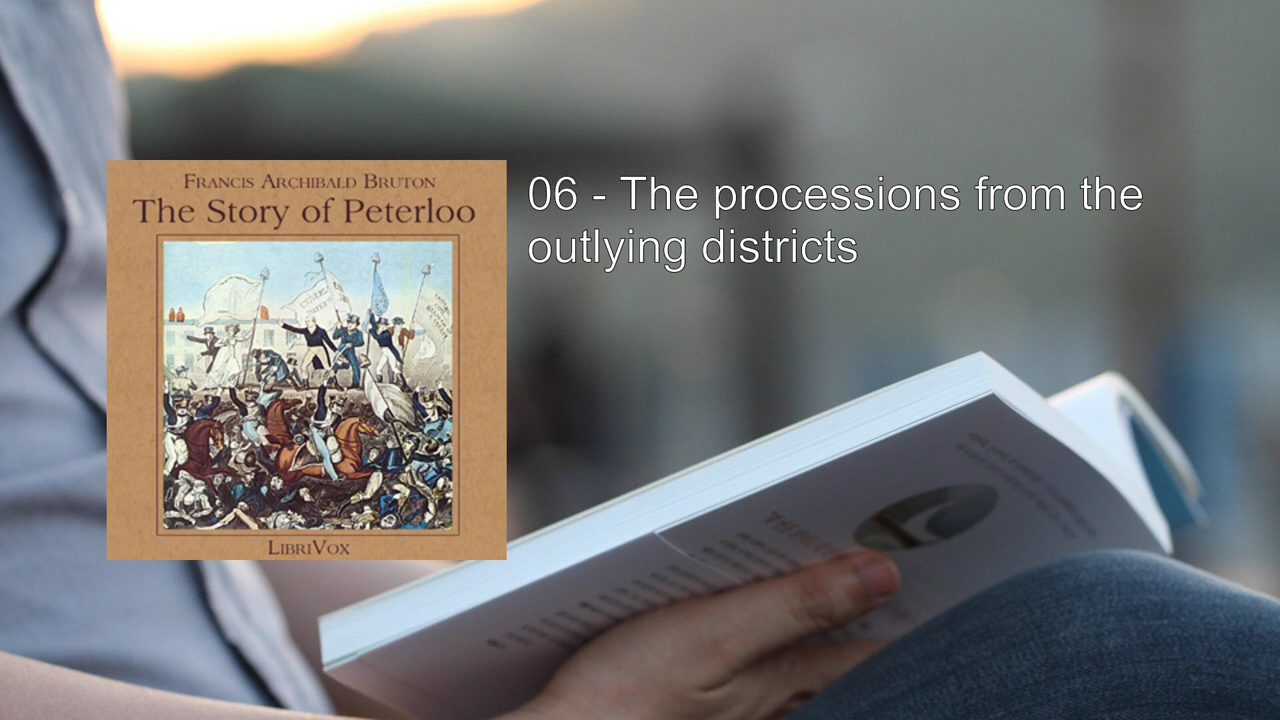 Francis Archibald Bruton
The Story of Peterloo
LibriVox
06 - The processions from the
outlying districts